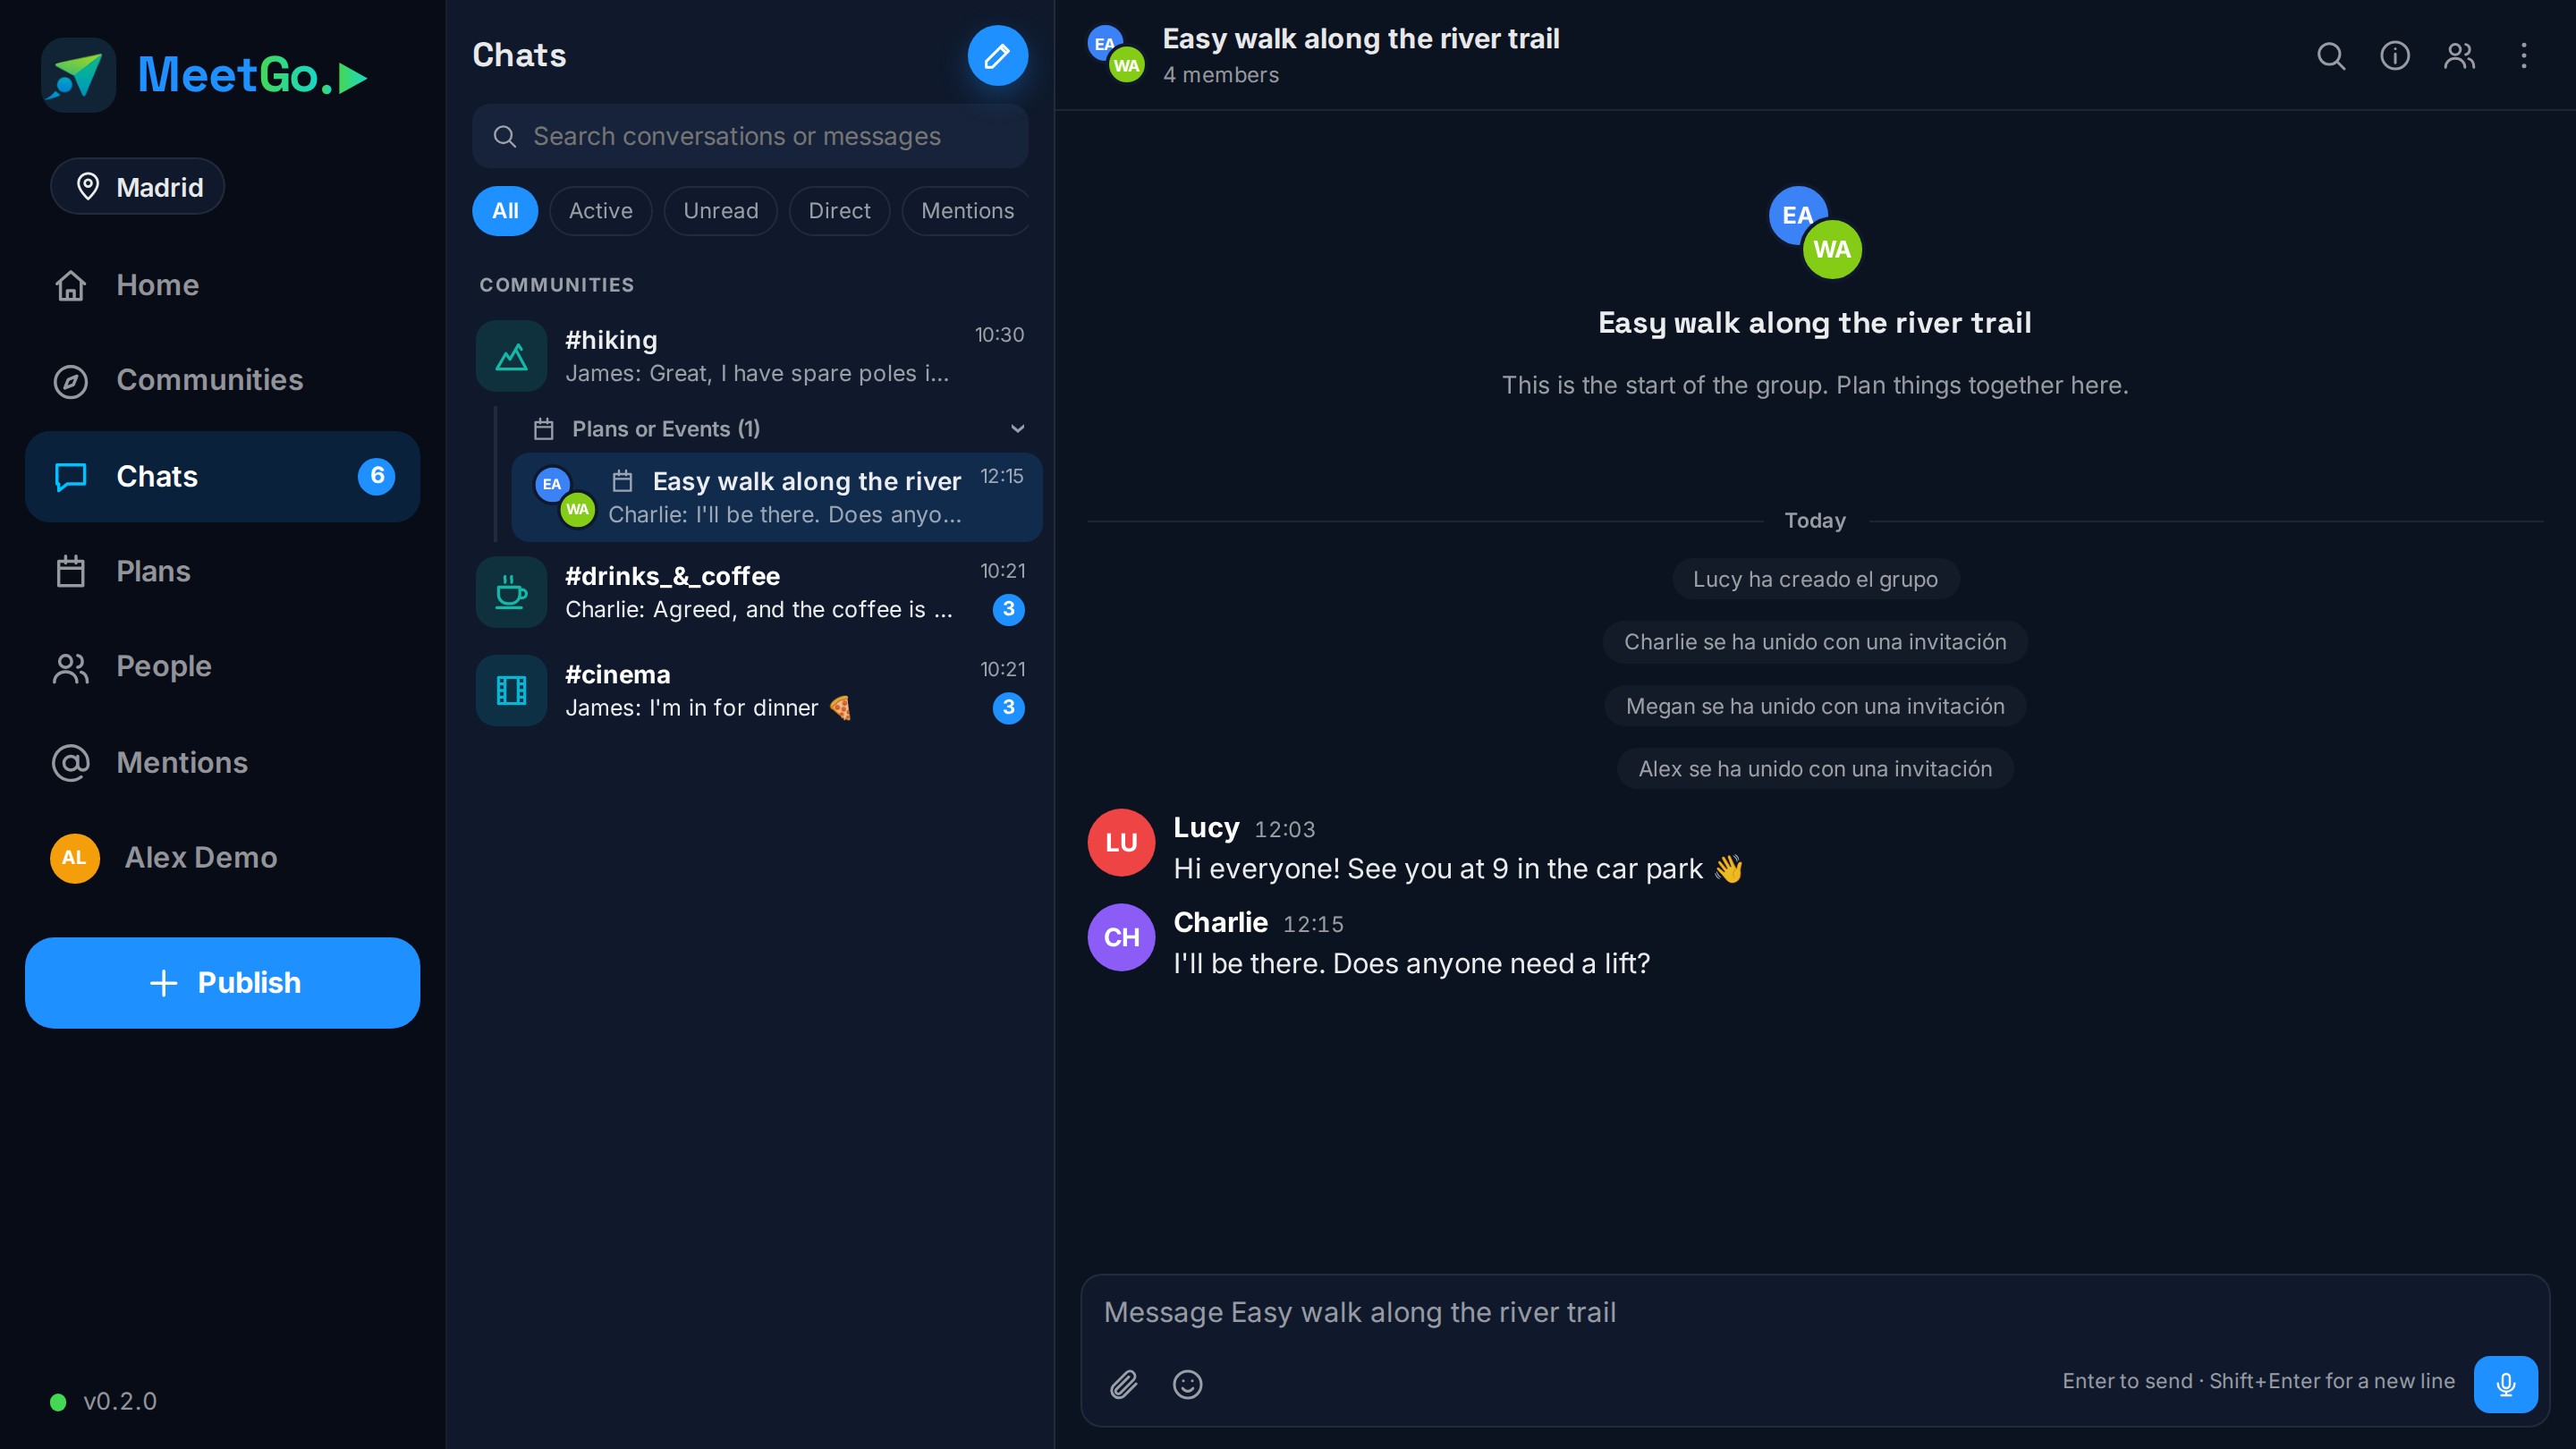 MeetGo.
Madrid
Home
Communities
Chats
6
Plans
People
Mentions
AL
Alex Demo
Publish
v0.2.0
Chats
Search conversations or messages
All
Active
Unread
Direct
Mentions
COMMUNITIES
#hiking
10:30
James: Great, I have spare poles i...
Plans or Events (1)
EA
WA
Easy walk along the river
12:15
Charlie: I'll be there. Does anyo...
#drinks_&_coffee
10:21
Charlie: Agreed, and the coffee is ...
3
#cinema
10:21
James: I'm in for dinner 🍕
3
EA
WA
Easy walk along the river trail
4 members
EA
WA
Easy walk along the river trail
This is the start of the group. Plan things together here.
Today
Lucy ha creado el grupo
Charlie se ha unido con una invitación
Megan se ha unido con una invitación
Alex se ha unido con una invitación
LU
Lucy 12:03
Hi everyone! See you at 9 in the car park 👋
CH
Charlie 12:15
I'll be there. Does anyone need a lift?
Message Easy walk along the river trail
Enter to send · Shift+Enter for a new line